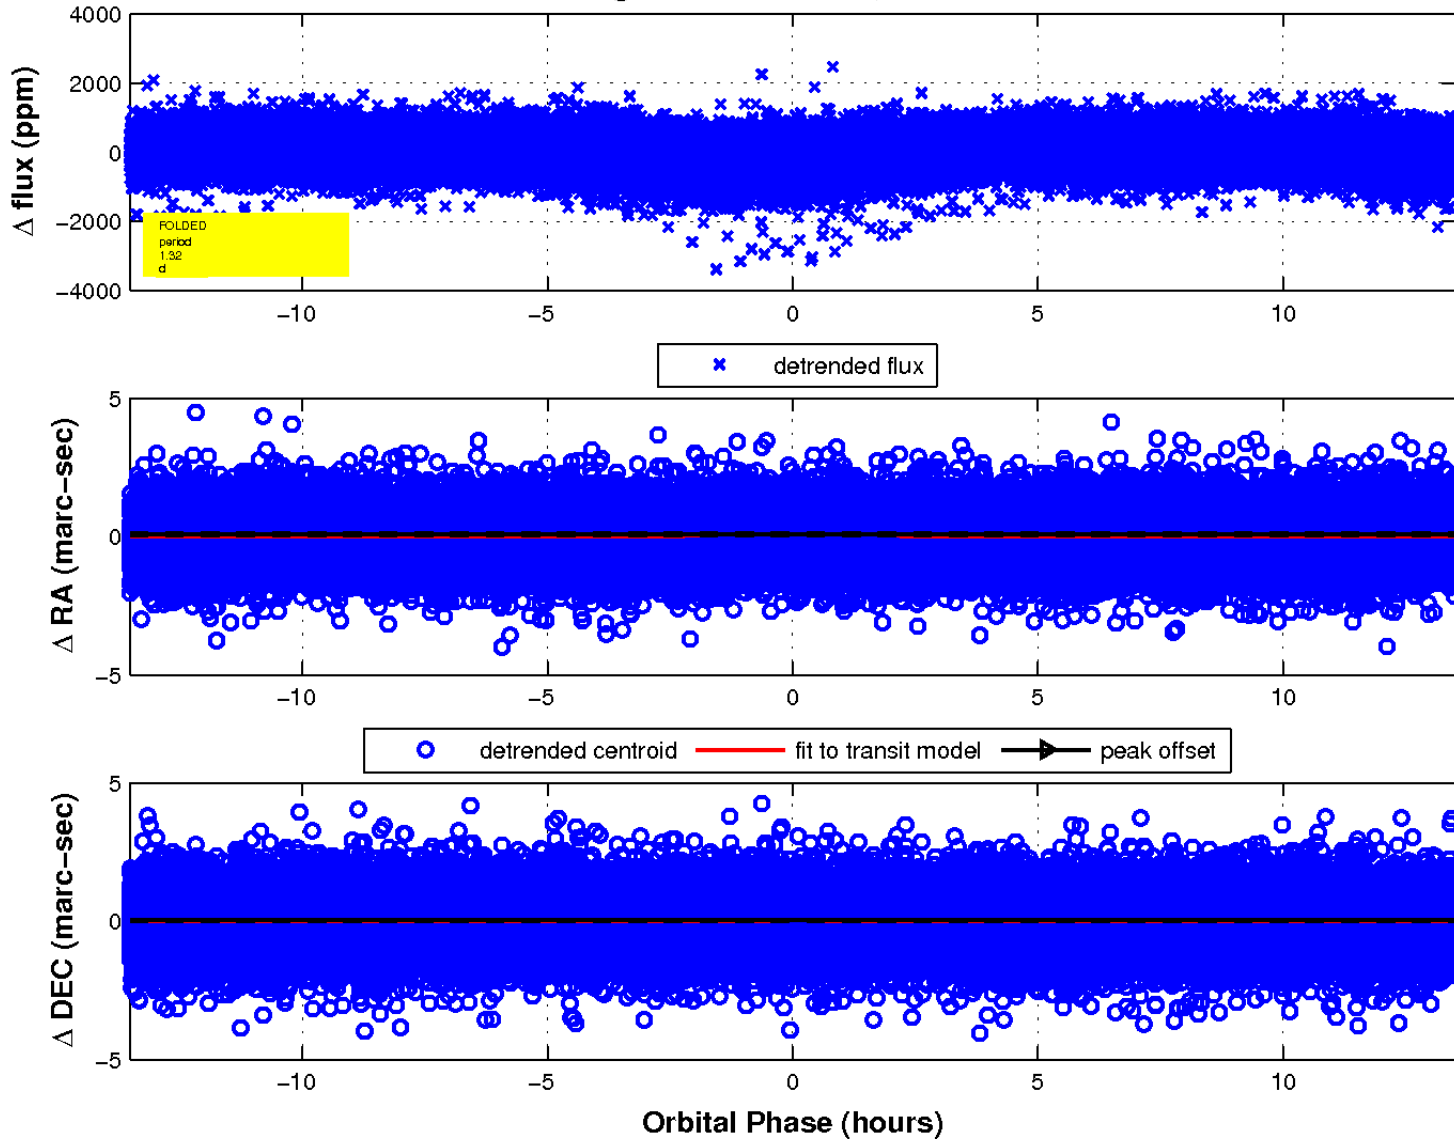 4000
2000
0
−2000
−4000
Δ flux (ppm)
FOLDED
period
1.32
d
−10
−5
0
5
10
detrended flux
5
0
−5
Δ RA (marc−sec)
−10
−5
0
5
10
detrended centroid
fit to transit model
peak offset
5
0
−5
Δ DEC (marc−sec)
−10
−5
0
5
10
Orbital Phase (hours)